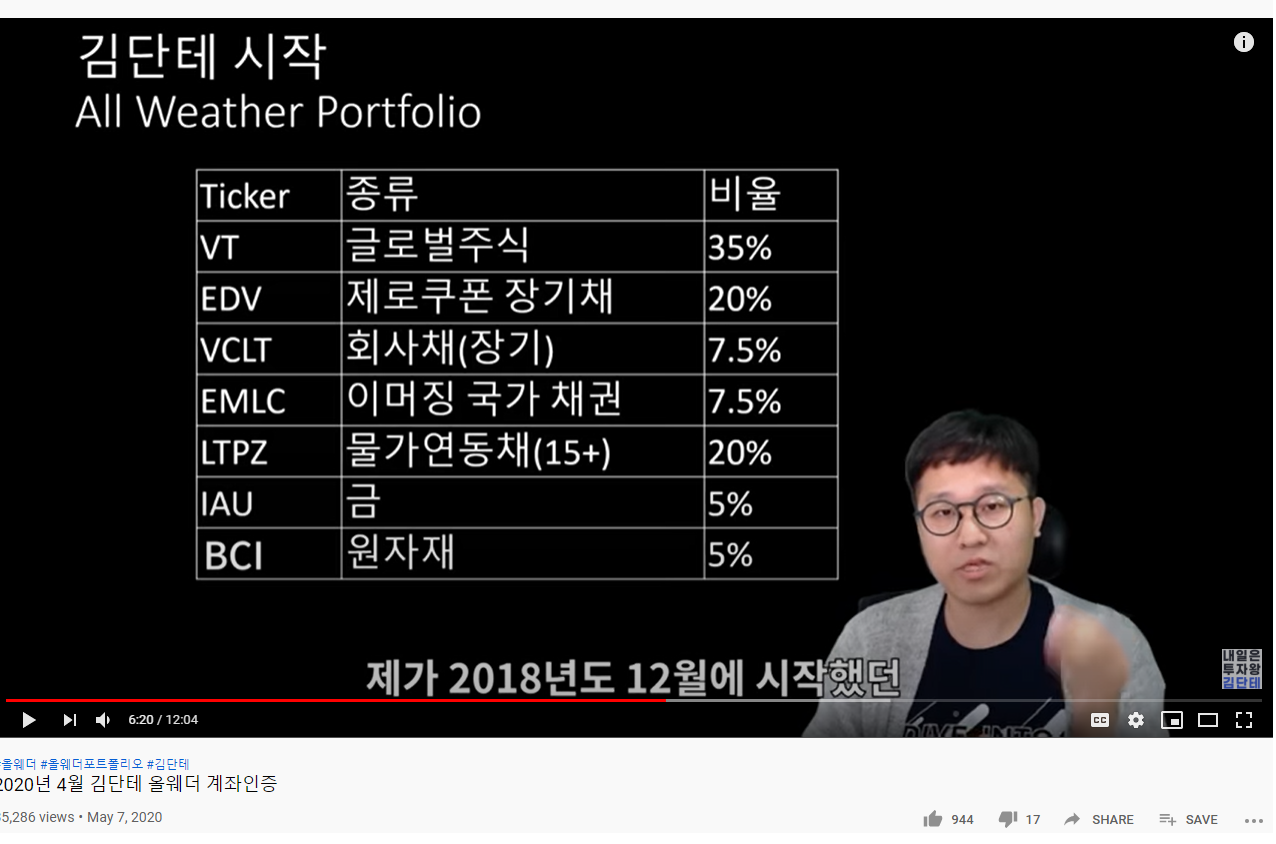 김단테 시작
All Weather Portfolio
Ticker 종류 비율
VT 글로벌주식 35%
EDV 제로쿠폰 장기채 20%
VCLT 회사채(장기) 7.5%
EMLC 이머징 국가 채권 7.5%
LTPZ 물가연동채(15+) 20%
IAU 금 5%
BCI 원자재 5%
제가 2018년도 12월에 시작했던
DIVE INTO
내일은
투자왕
김단테
6:20 / 12:04
CC
#올웨더 #올웨더포트폴리오 #김단테
2020년 4월 김단테 올웨더 계좌인증
5,286 views • May 7, 2020
944 17 SHARE SAVE